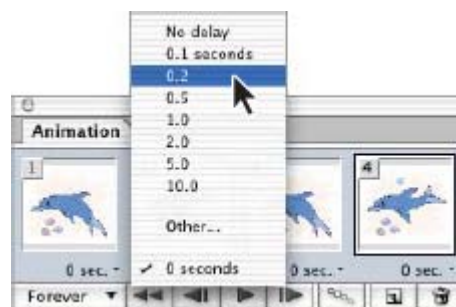 No delay
0.1 seconds
0.2
0.5
1.0
2.0
5.0
10.0
Other...
✓ 0 seconds
Animation
1
4
0 sec.
0 sec.
0 sec.
Forever